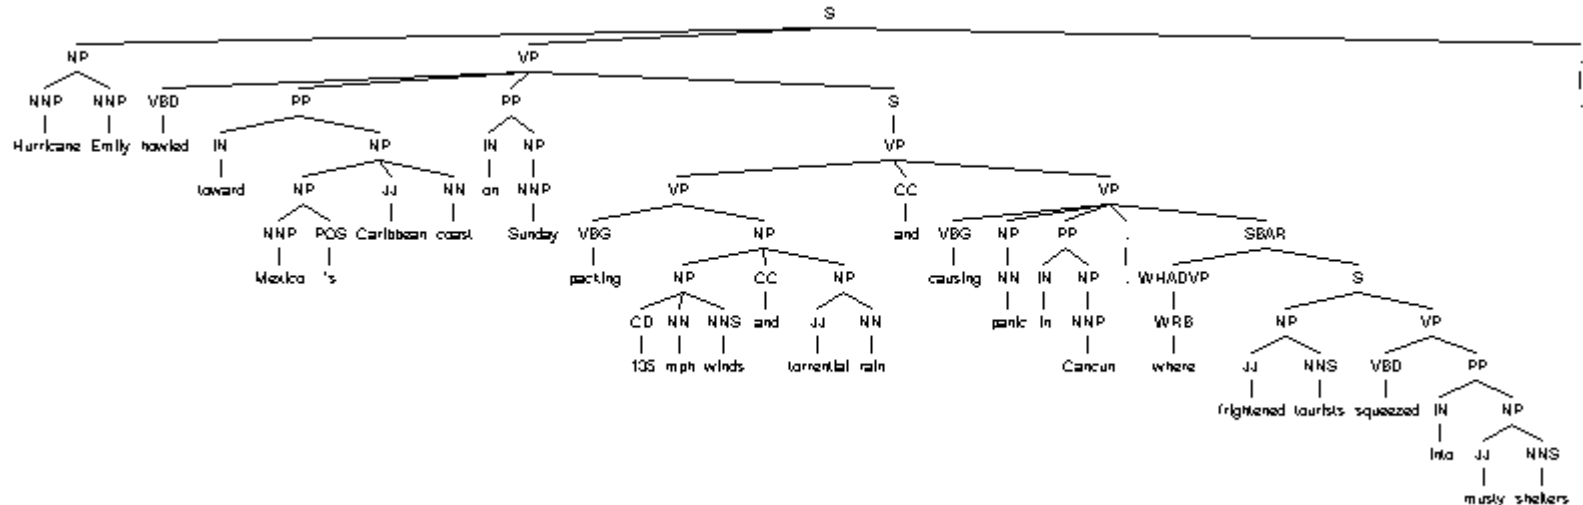 S
NP VP
NNP NNP VBD PP PP S
Hurricane Emily howled IN NP IN NP VP
toward NP JJ NN on NNP VP CC VP
NNP POS Caribbean coast Sunday VBG NP and VBG NP PP , SBAR
Mexico 's packing NP CC NP causing NN IN NP , WHADVP S
CD NN NNS and JJ NN panic in NNP WRB NP VP
135 mph winds torrential rain Cancun where JJ NNS VBD PP
frightened tourists squeezed IN NP
into JJ NNS
musty shelters